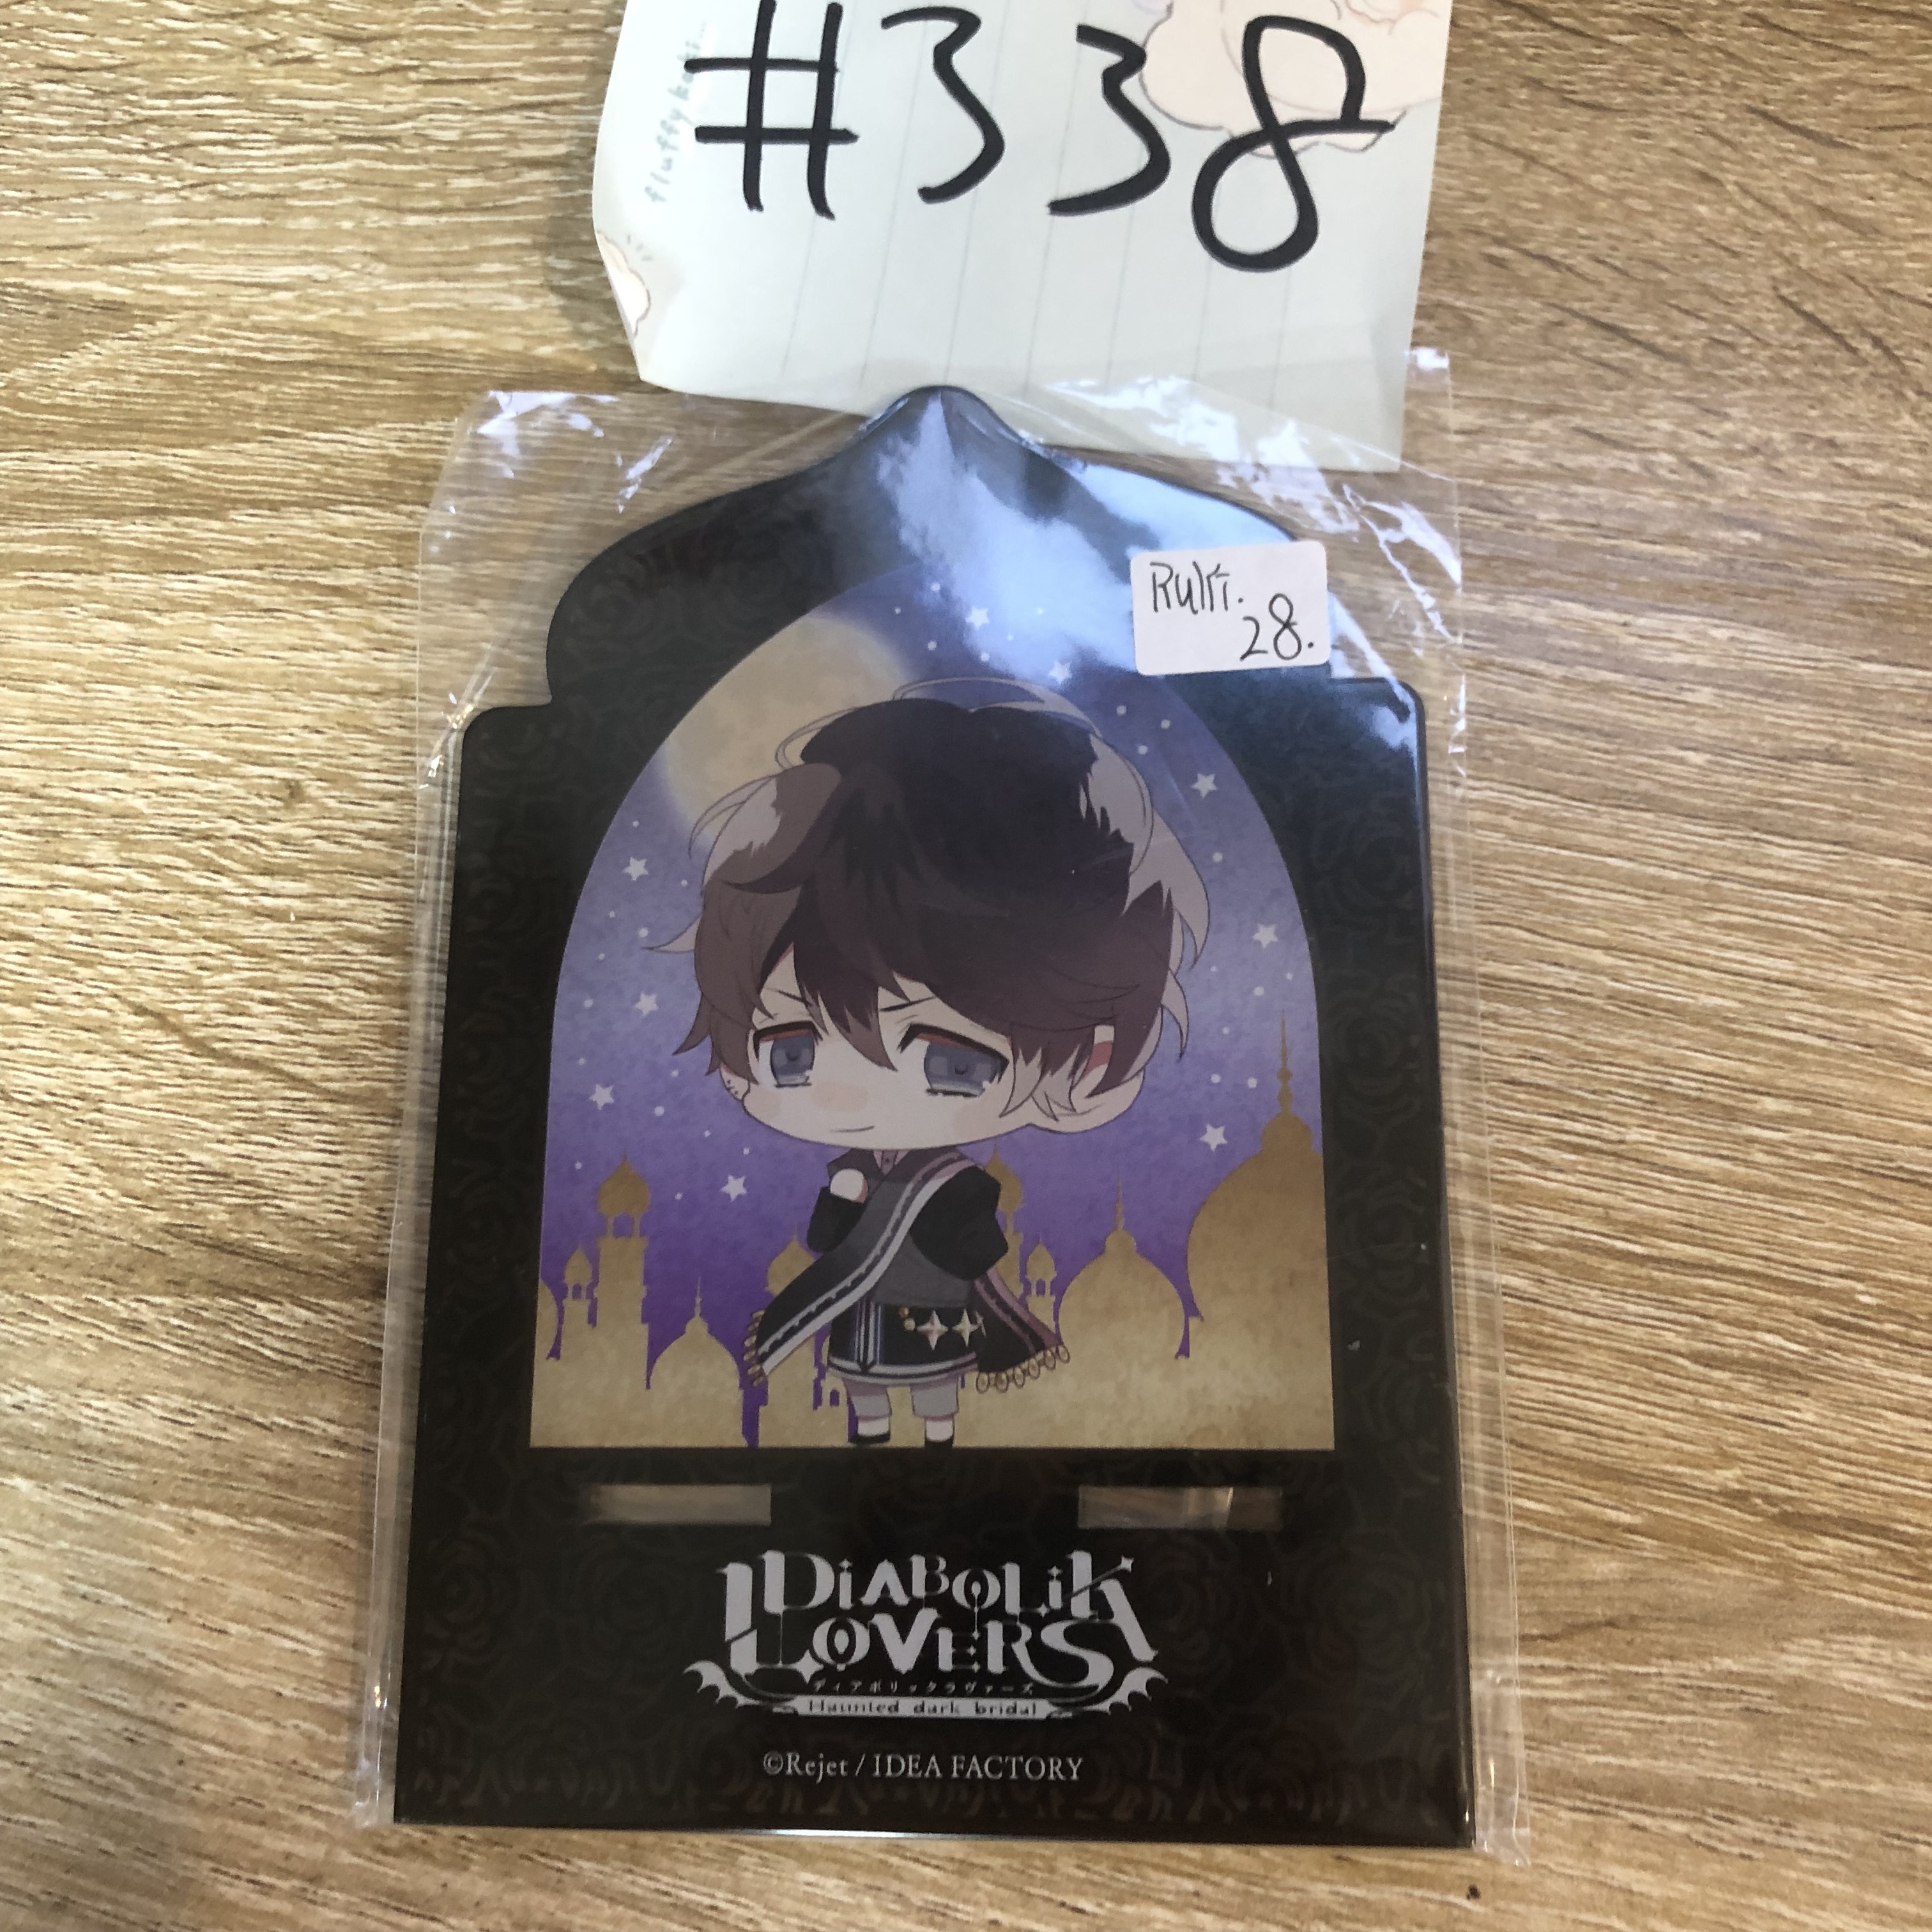 #338
fluffy
Ruki.
28.
DIABOLIK
LOVERS
ディアボリックラヴァーズ
Haunted dark bridal
©Rejet / IDEA FACTORY